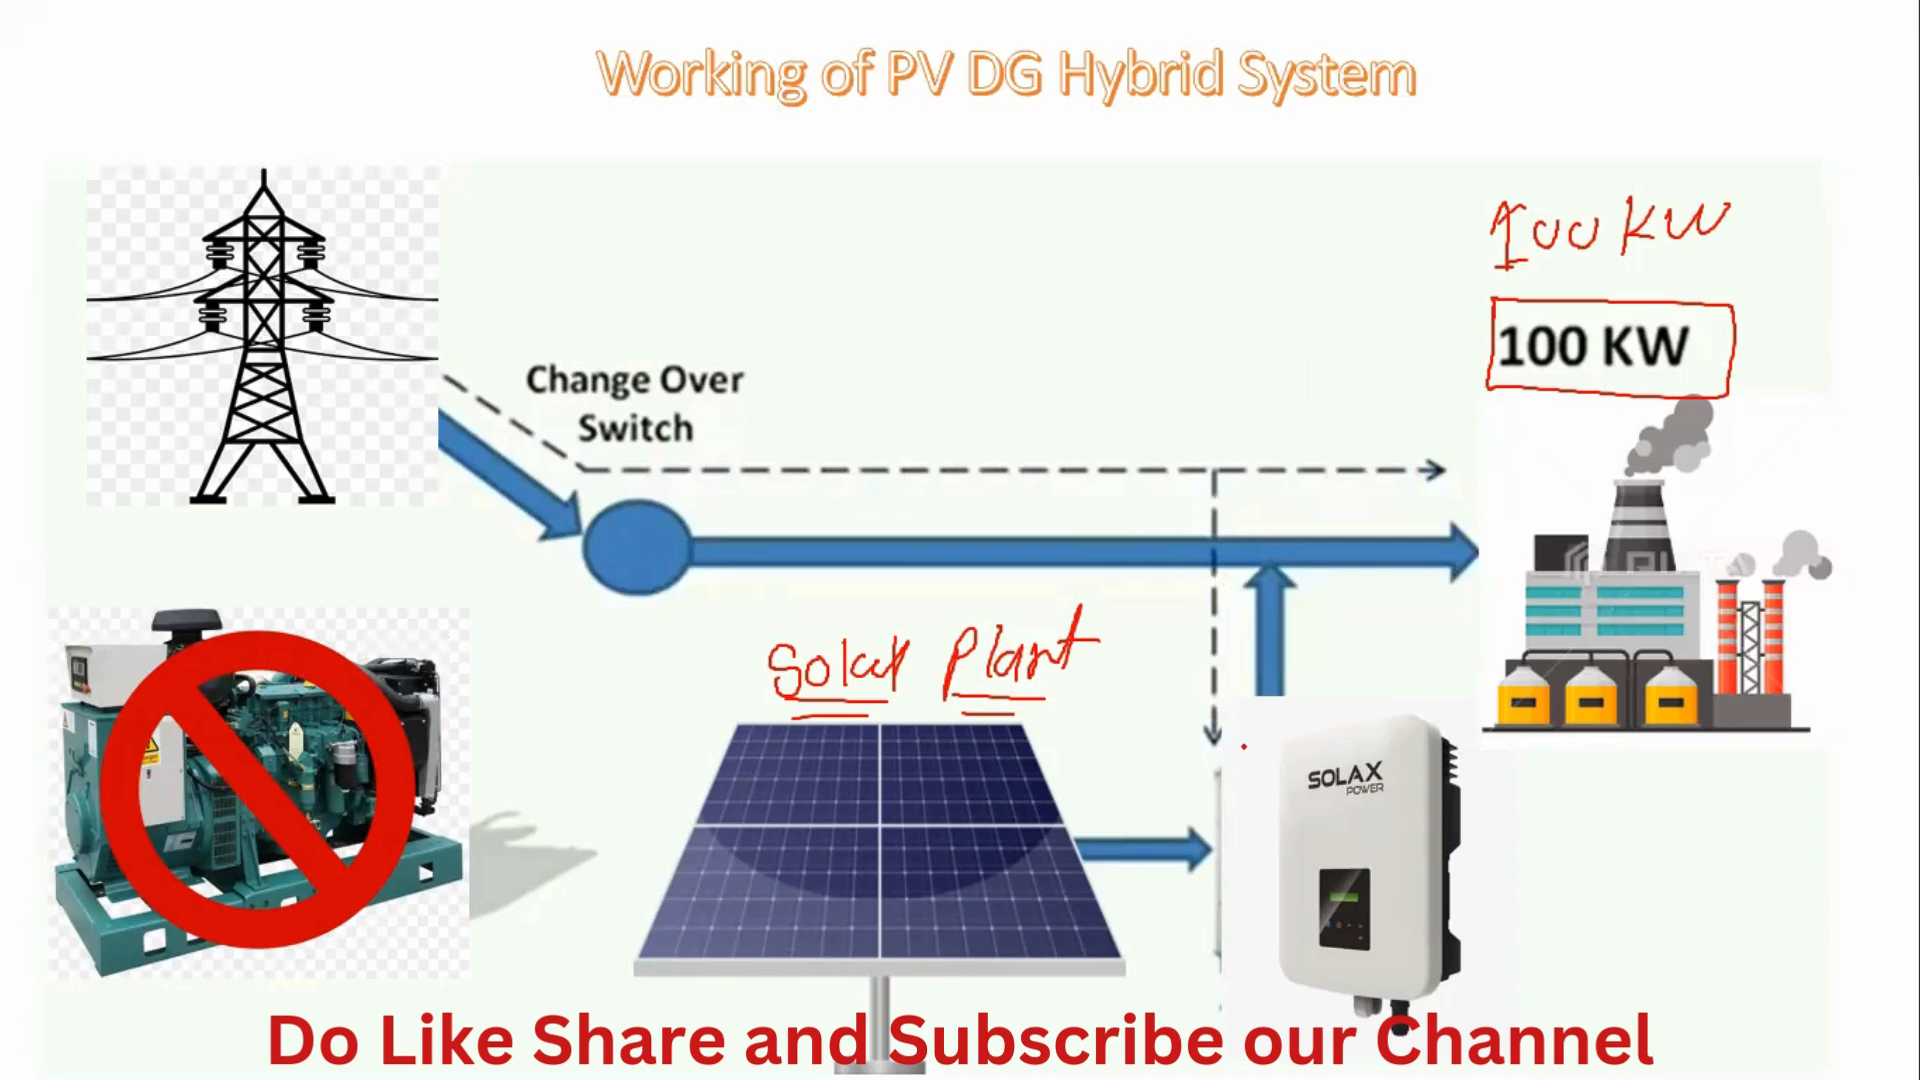 Working of PV DG Hybrid System
100 KW
100 KW
Change Over
Switch
Solar Plant
SOLAX
POWER
Do Like Share and Subscribe our Channel